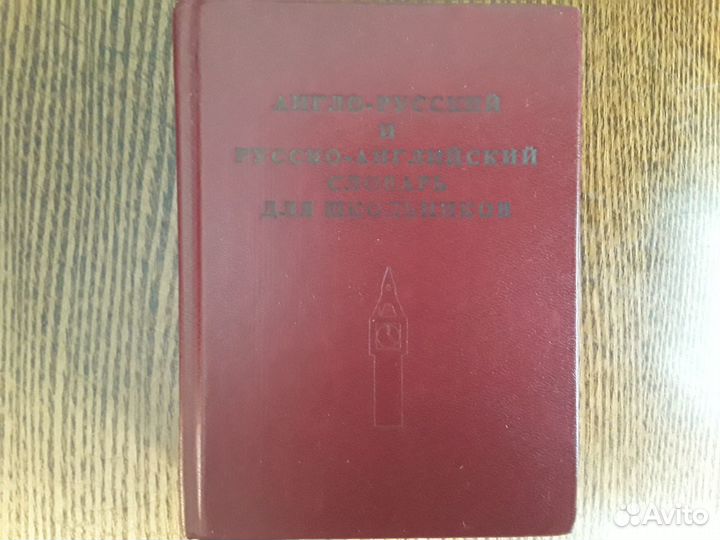 АНГЛО-РУССКИЙ
И
РУССКО-АНГЛИЙСКИЙ
СЛОВАРЬ
ДЛЯ ШКОЛЬНИКОВ
Avito